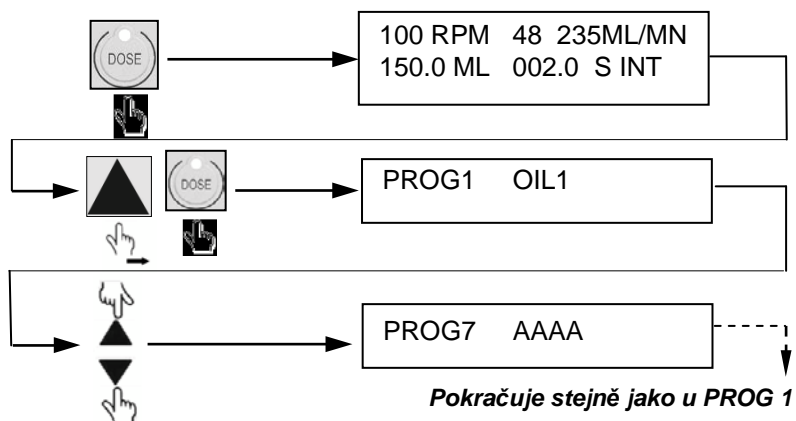 DOSE
100 RPM 48 235ML/MN
150.0 ML 002.0 S INT
DOSE
PROG1 OIL1
PROG7 AAAA
Pokračuje stejně jako u PROG 1